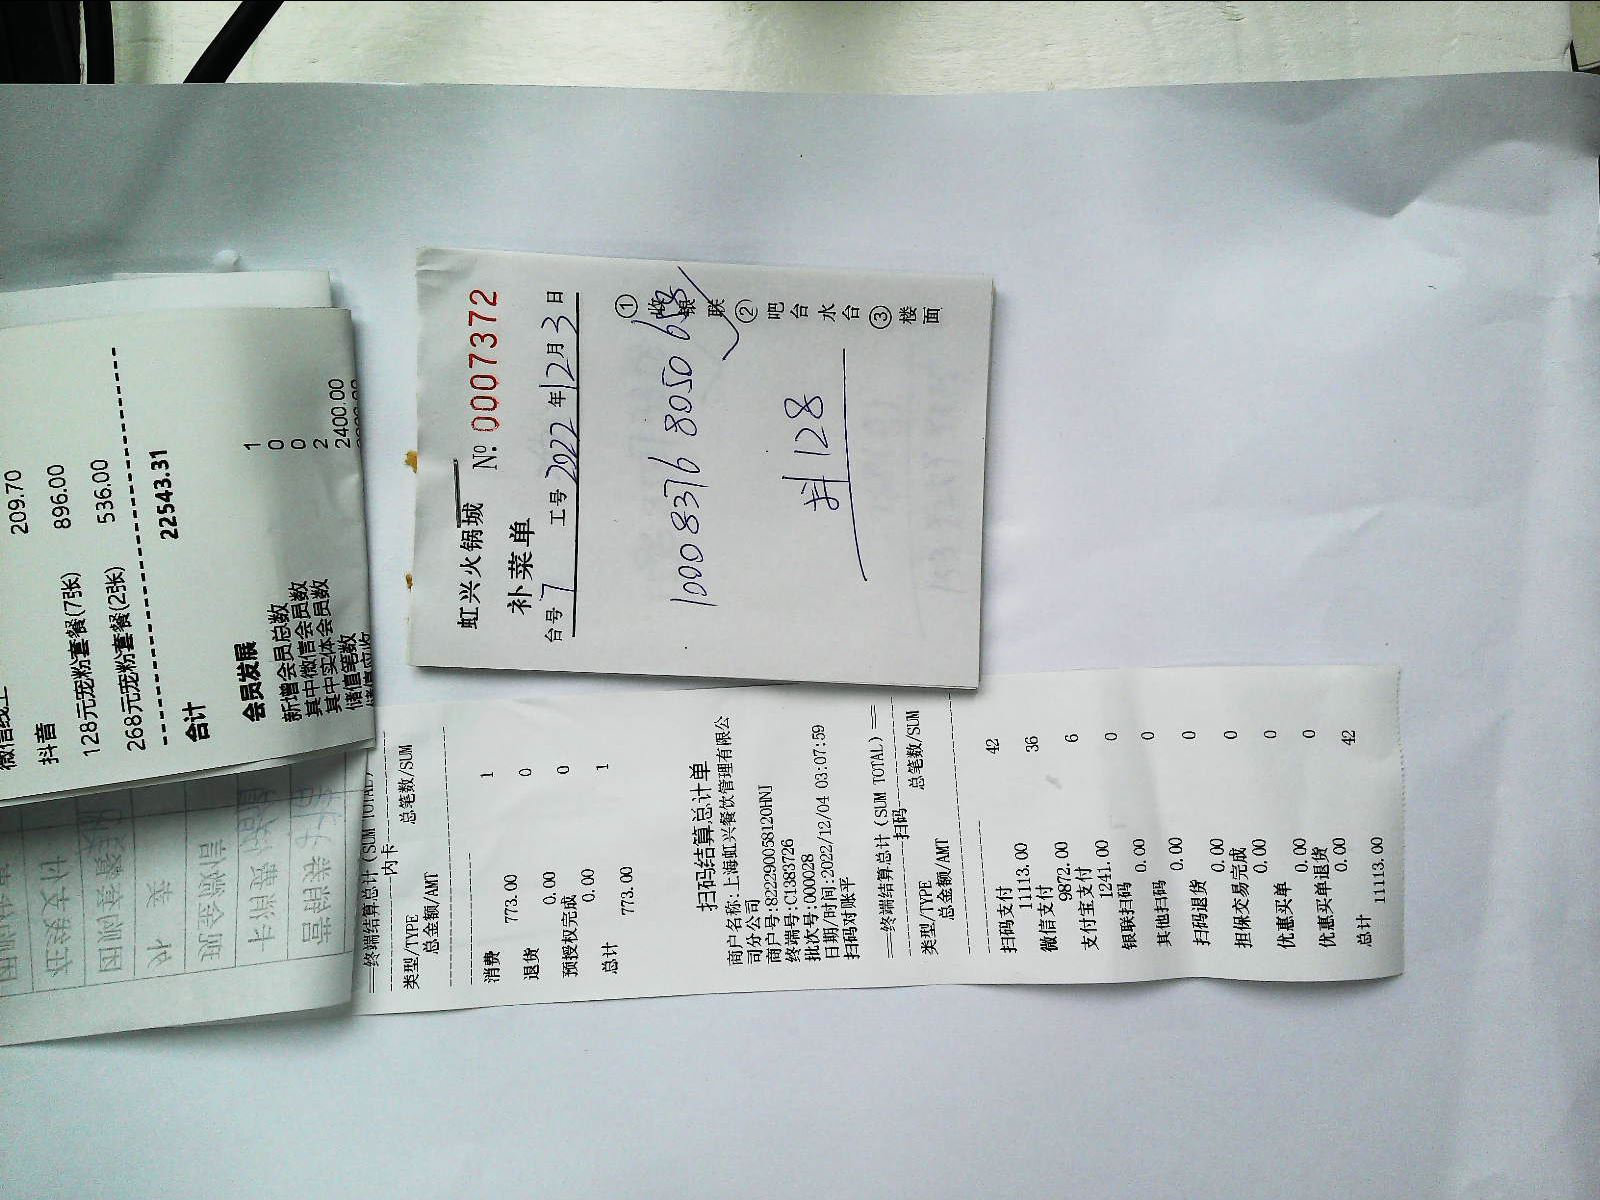 209.70
抖音 896.00
128元宠粉套餐(7张)
268元宠粉套餐(2张) 536.00
合计 22543.31
会员发展
新增会员总数 1
其中微信会员数 0
其中实体会员数 0
储值笔数 2
2400.00
虹兴火锅城 № 0007372
补菜单
台号 7 工号 2022年12月3日
①收银联②吧台水台③楼面
1000 8376 8050 658
抖128
终端结算总计(SUM TOTAL)
内卡
类型/TYPE 总笔数/SUM
总金额/AMT
消费 1
773.00
退货 0
0.00
预授权完成 0
0.00
总计 1
773.00
扫码结算总计单
商户名称:上海虹兴餐饮管理有限公
司分公司
商户号:82229005812OHNJ
终端号:C1383726
批次号:000028
日期/时间:2022/12/04 03:07:59
扫码对账平
==终端结算总计(SUM TOTAL)==
扫码
类型/TYPE 总笔数/SUM
总金额/AMT
扫码支付 42
11113.00
微信支付 36
9872.00
支付宝支付 6
1241.00
银联扫码 0
0.00
其他扫码 0
0.00
扫码退货 0
0.00
担保交易完成 0
0.00
优惠买单 0
0.00
优惠买单退货 0
0.00
总计 42
11113.00